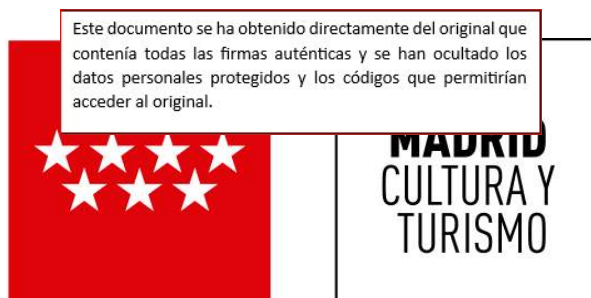 Este documento se ha obtenido directamente del original que
contenía todas las firmas auténticas y se han ocultado los
datos personales protegidos y los códigos que permitirían
acceder al original.
MADRID
CULTURA Y
TURISMO